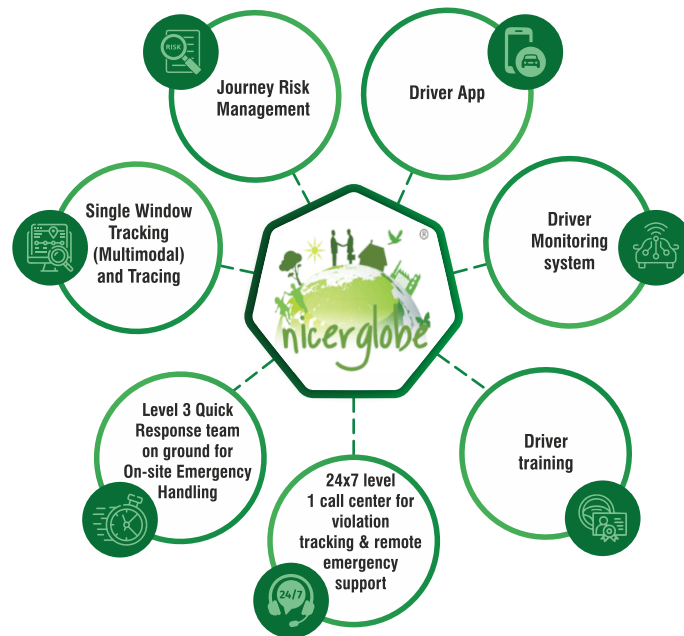 RISK
Journey Risk
Management
Driver App
Single Window
Tracking
(Multimodal)
and Tracing
Driver
Monitoring
system
®
nicerglobe
Level 3 Quick
Response team
on ground for
On-site Emergency
Handling
Driver
training
24x7 level
1 call center for
violation
tracking & remote
emergency
support
24/7